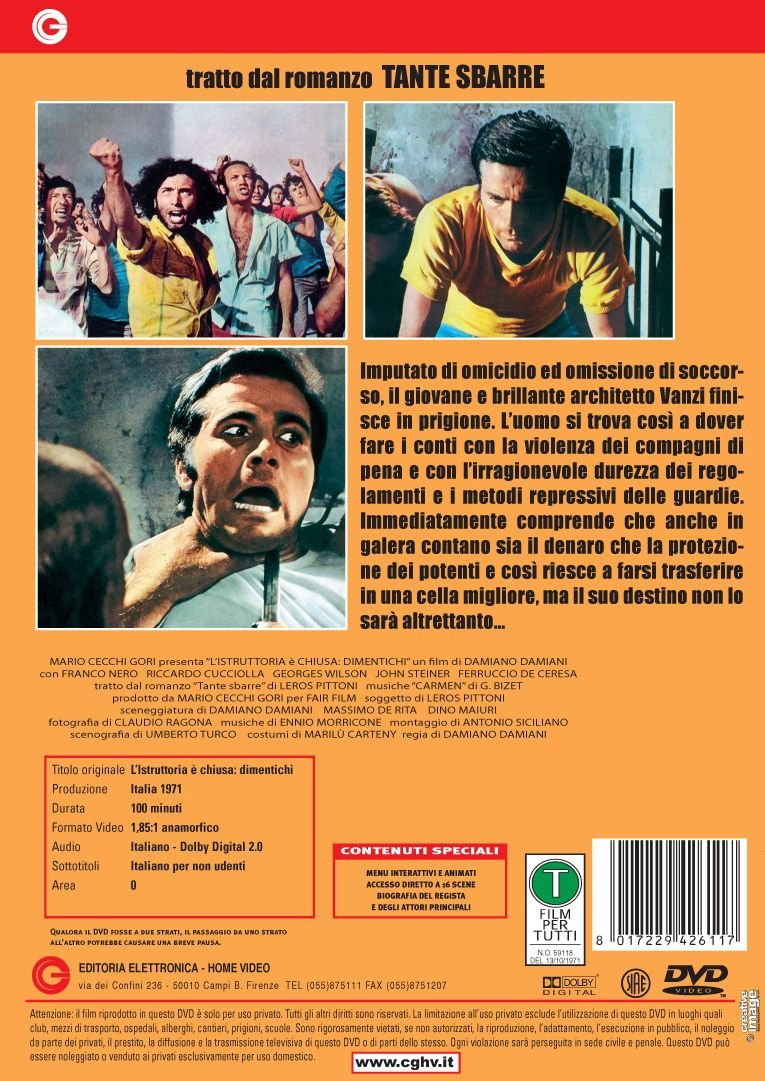 tratto dal romanzo TANTE SBARRE
Imputato di omicidio ed omissione di soccor-
so, il giovane e brillante architetto Vanzi fini-
sce in prigione. L'uomo si trova così a dover
fare i conti con la violenza dei compagni di
pena e con l'irragionevole durezza dei rego-
lamenti e i metodi repressivi delle guardie.
Immediatamente comprende che anche in
galera contano sia il denaro che la protezio-
ne dei potenti e così riesce a farsi trasferire
in una cella migliore, ma il suo destino non lo
sarà altrettanto...
MARIO CECCHI GORI presenta "L'ISTRUTTORIA è CHIUSA: DIMENTICHI" un film di DAMIANO DAMIANI
con FRANCO NERO RICCARDO CUCCIOLLA GEORGES WILSON JOHN STEINER FERRUCCIO DE CERESA
tratto dal romanzo "Tante sbarre" di LEROS PITTONI musiche "CARMEN" di G. BIZET
prodotto da MARIO CECCHI GORI per FAIR FILM soggetto di LEROS PITTONI
sceneggiatura di DAMIANO DAMIANI MASSIMO DE RITA DINO MAIURI
fotografia di CLAUDIO RAGONA musiche di ENNIO MORRICONE montaggio di ANTONIO SICILIANO
scenografia di UMBERTO TURCO costumi di MARILÙ CARTENY regia di DAMIANO DAMIANI
Titolo originale L'Istruttoria è chiusa: dimentichi
Produzione Italia 1971
Durata 100 minuti
Formato Video 1,85:1 anamorfico
Audio Italiano - Dolby Digital 2.0
Sottotitoli Italiano per non udenti
Area 0
CONTENUTI SPECIALI
MENU INTERATTIVI E ANIMATI
ACCESSO DIRETTO A 16 SCENE
BIOGRAFIA DEL REGISTA
E DEGLI ATTORI PRINCIPALI
T
FILM
PER
TUTTI
N.O. 59118
DEL 13/10/1971
8 017229 426117
QUALORA IL DVD FOSSE A DUE STRATI, IL PASSAGGIO DA UNO STRATO
ALL'ALTRO POTREBBE CAUSARE UNA BREVE PAUSA.
EDITORIA ELETTRONICA - HOME VIDEO
via dei Confini 236 - 50010 Campi B. Firenze TEL (055)875111 FAX (055)8751207
DOLBY
DIGITAL
SIAE
DVD
VIDEO
TM
creative image ©
Attenzione: il film riprodotto in questo DVD è solo per uso privato. Tutti gli altri diritti sono riservati. La limitazione all'uso privato esclude l'utilizzazione di questo DVD in luoghi quali
club, mezzi di trasporto, ospedali, alberghi, cantieri, prigioni, scuole. Sono rigorosamente vietati, se non autorizzati, la riproduzione, l'adattamento, l'esecuzione in pubblico, il noleggio
da parte dei privati, il prestito, la diffusione e la trasmissione televisiva di questo DVD o di parti dello stesso. Ogni violazione sarà perseguita in sede civile e penale. Questo DVD può
essere noleggiato o venduto ai privati esclusivamente per uso domestico.
www.cghv.it